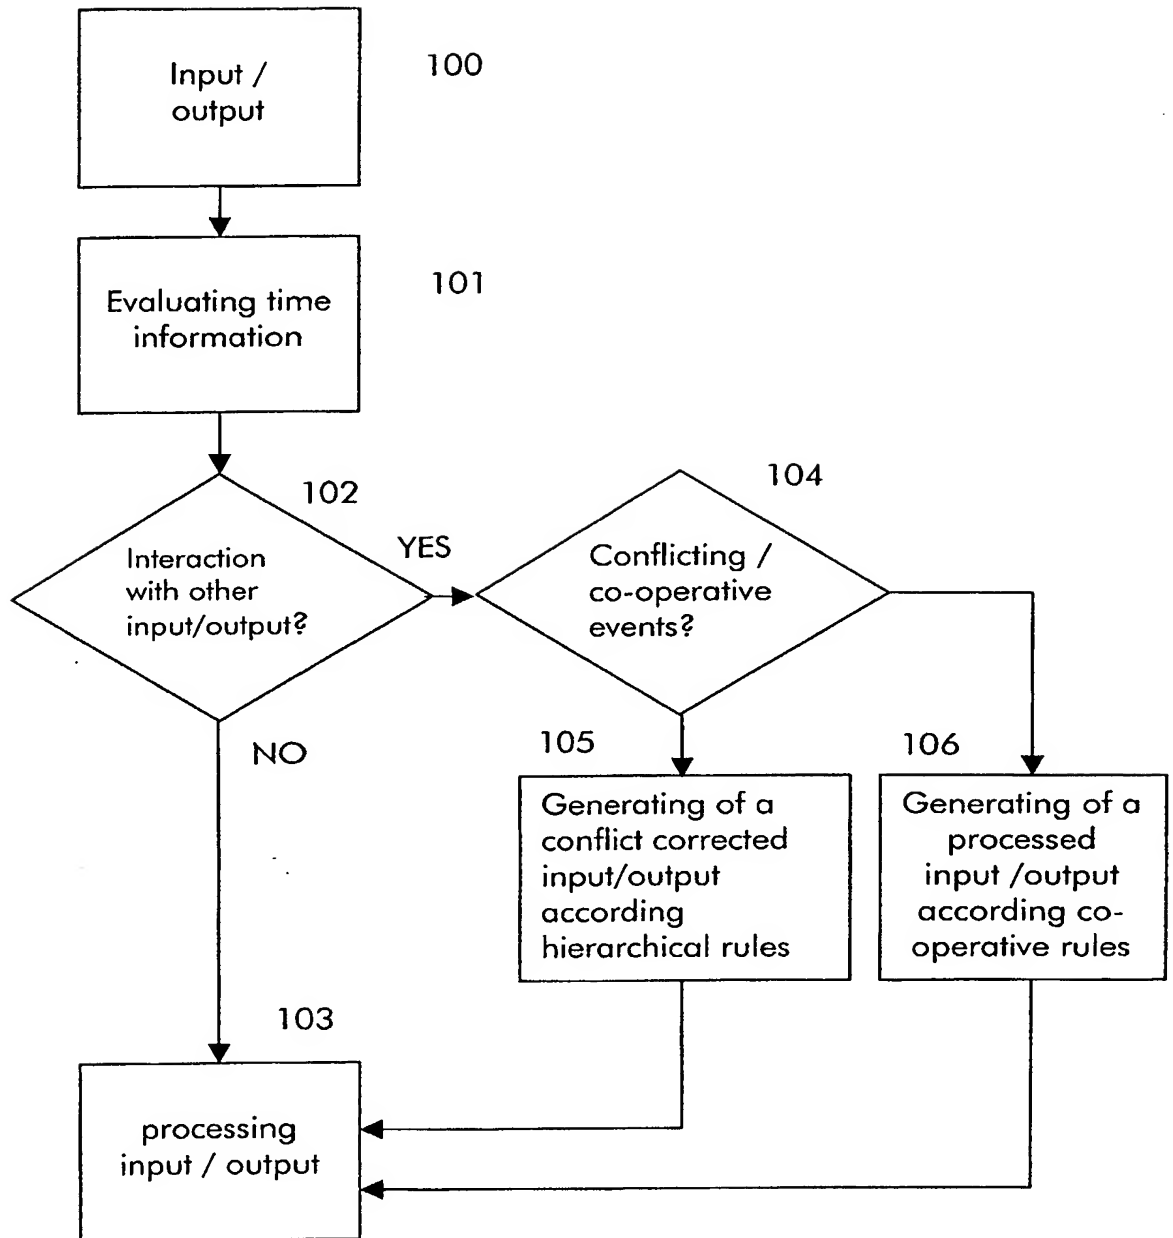 Input /
output
100
Evaluating time
information
101
102
Interaction
with other
input/output?
YES
104
Conflicting /
co-operative
events?
NO
105
Generating of a
conflict corrected
input/output
according
hierarchical rules
106
Generating of a
processed
input /output
according co-
operative rules
103
processing
input / output